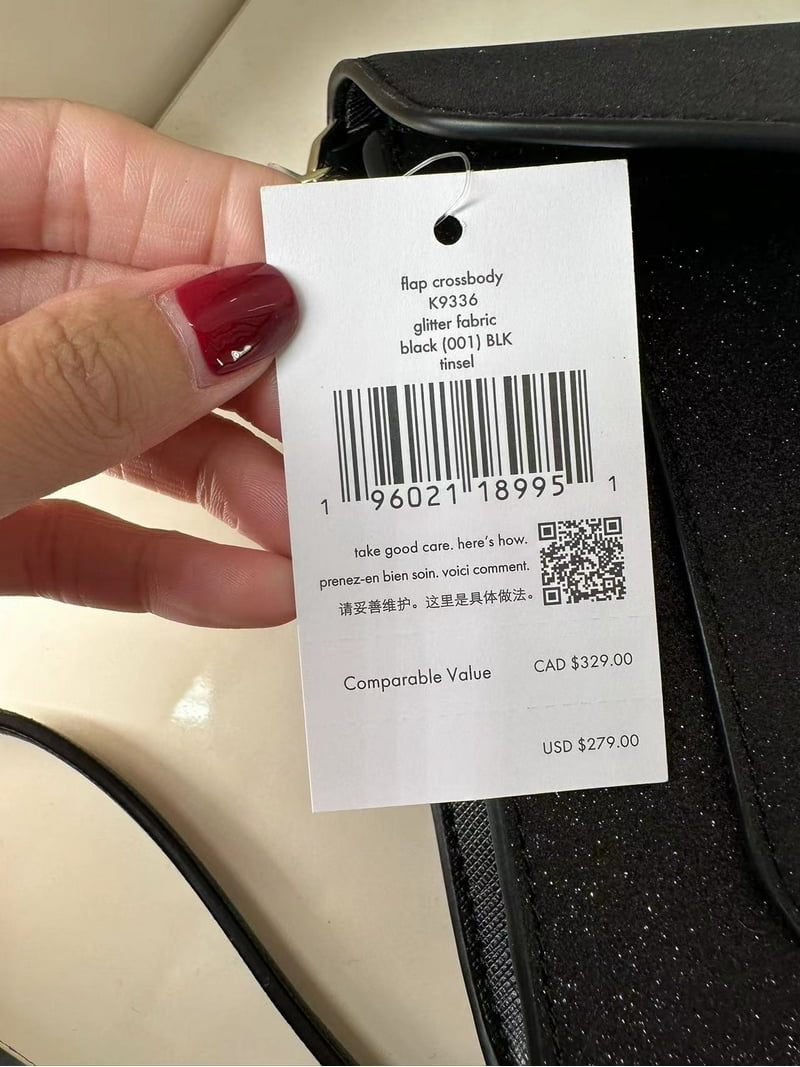 flap crossbody
K9336
glitter fabric
black (001) BLK
tinsel
1 96021 18995 1
take good care. here's how.
prenez-en bien soin. voici comment.
请妥善维护。这里是具体做法。
Comparable Value CAD $329.00
USD $279.00